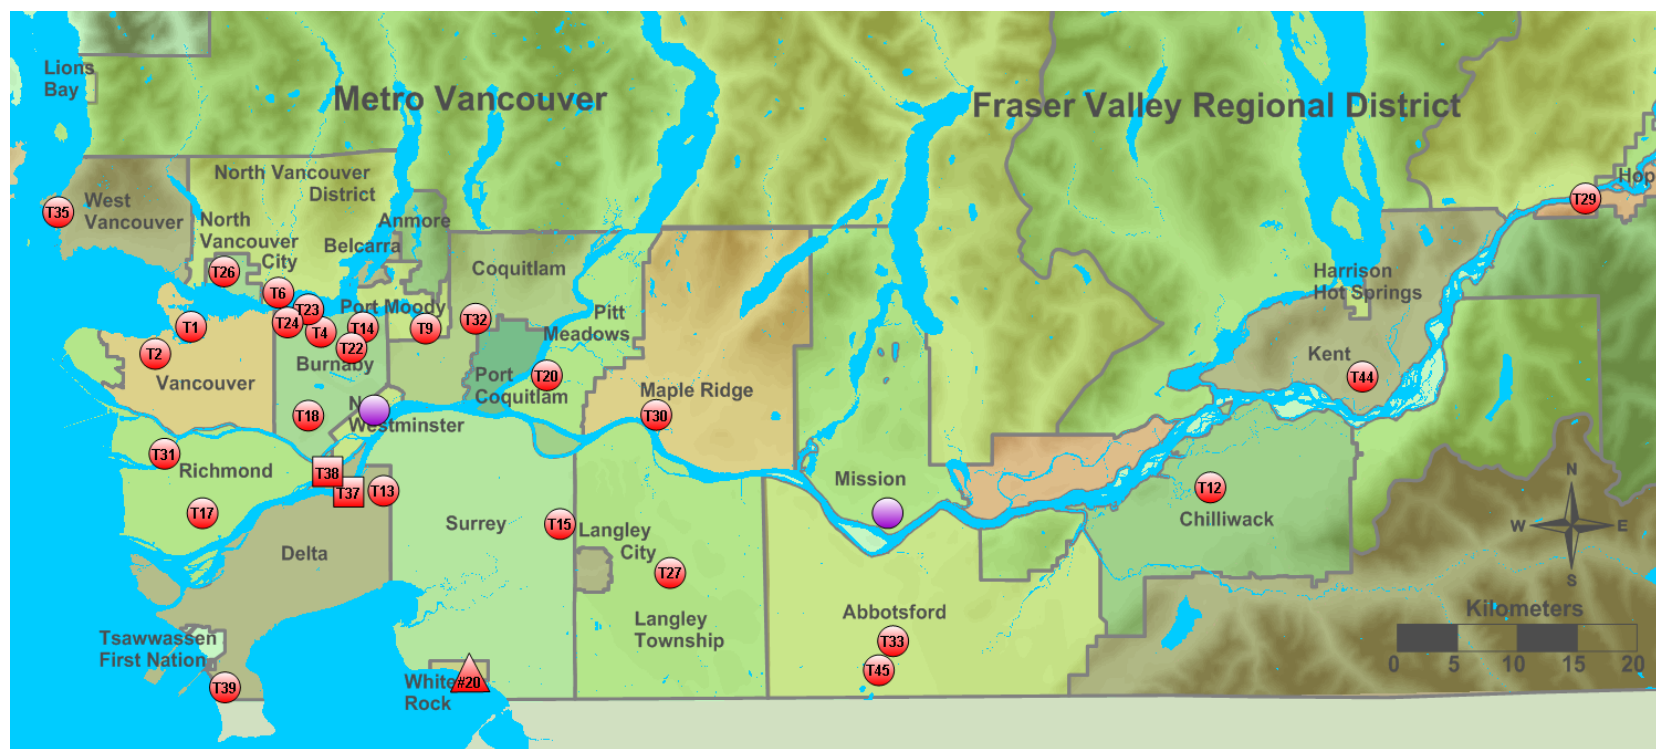 Lions
Bay
Metro Vancouver
Fraser Valley Regional District
North Vancouver
District
Hop
T29
West
Vancouver
T35
North
Vancouver
City
Anmore
Belcarra
Coquitlam
T26
Harrison
Hot Springs
T6
T23
Port Moody
Pitt
Meadows
T1
T24
T4
T14
T9
T32
T2
T22
Burnaby
Kent
Vancouver
Port
Coquitlam
T20
Maple Ridge
T44
T18
N
Westminster
T30
T31
Richmond
T38
T37
T13
Mission
T12
Chilliwack
N
W
E
S
T17
Surrey
T15
Langley
City
Delta
T27
Langley
Township
Abbotsford
Kilometers
0 5 10 15 20
Tsawwassen
First Nation
T33
T45
T39
White
Rock
#20